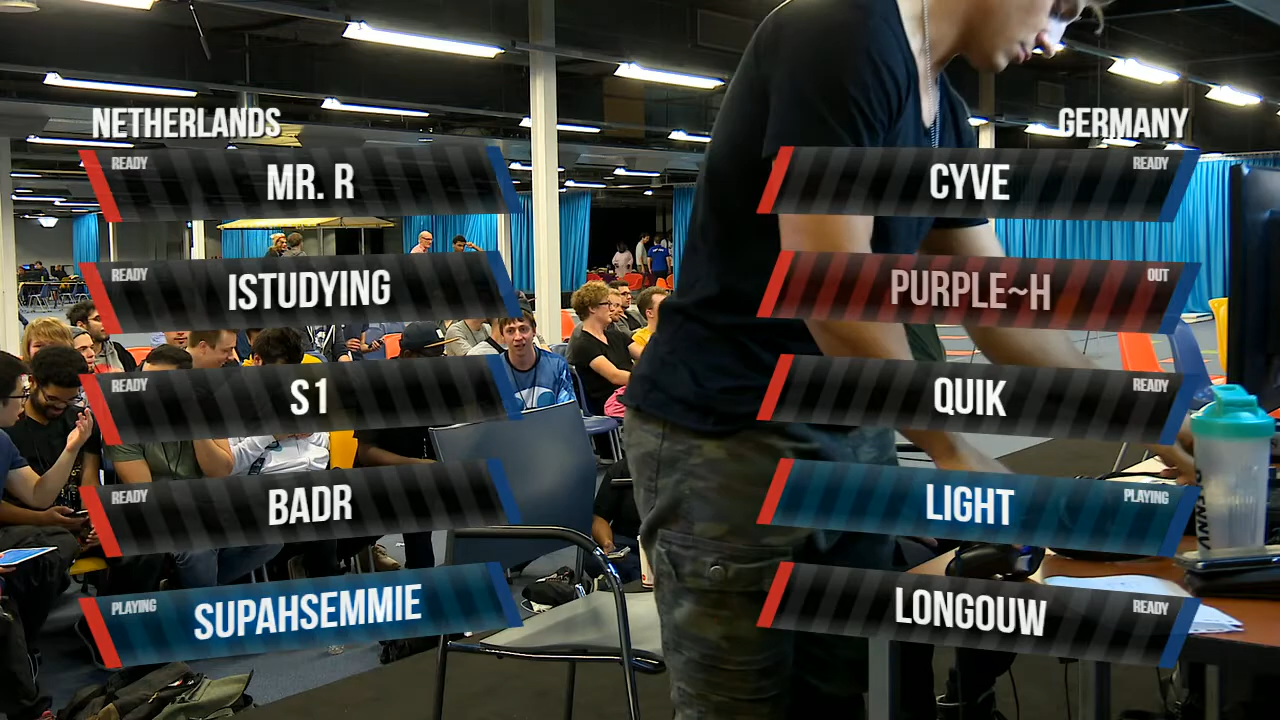 NETHERLANDS
READY
MR. R
READY
ISTUDYING
READY
S1
READY
BADR
PLAYING
SUPAHSEMMIE
GERMANY
READY
CYVE
OUT
PURPLE~H
READY
QUIK
PLAYING
LIGHT
READY
LONGOUW